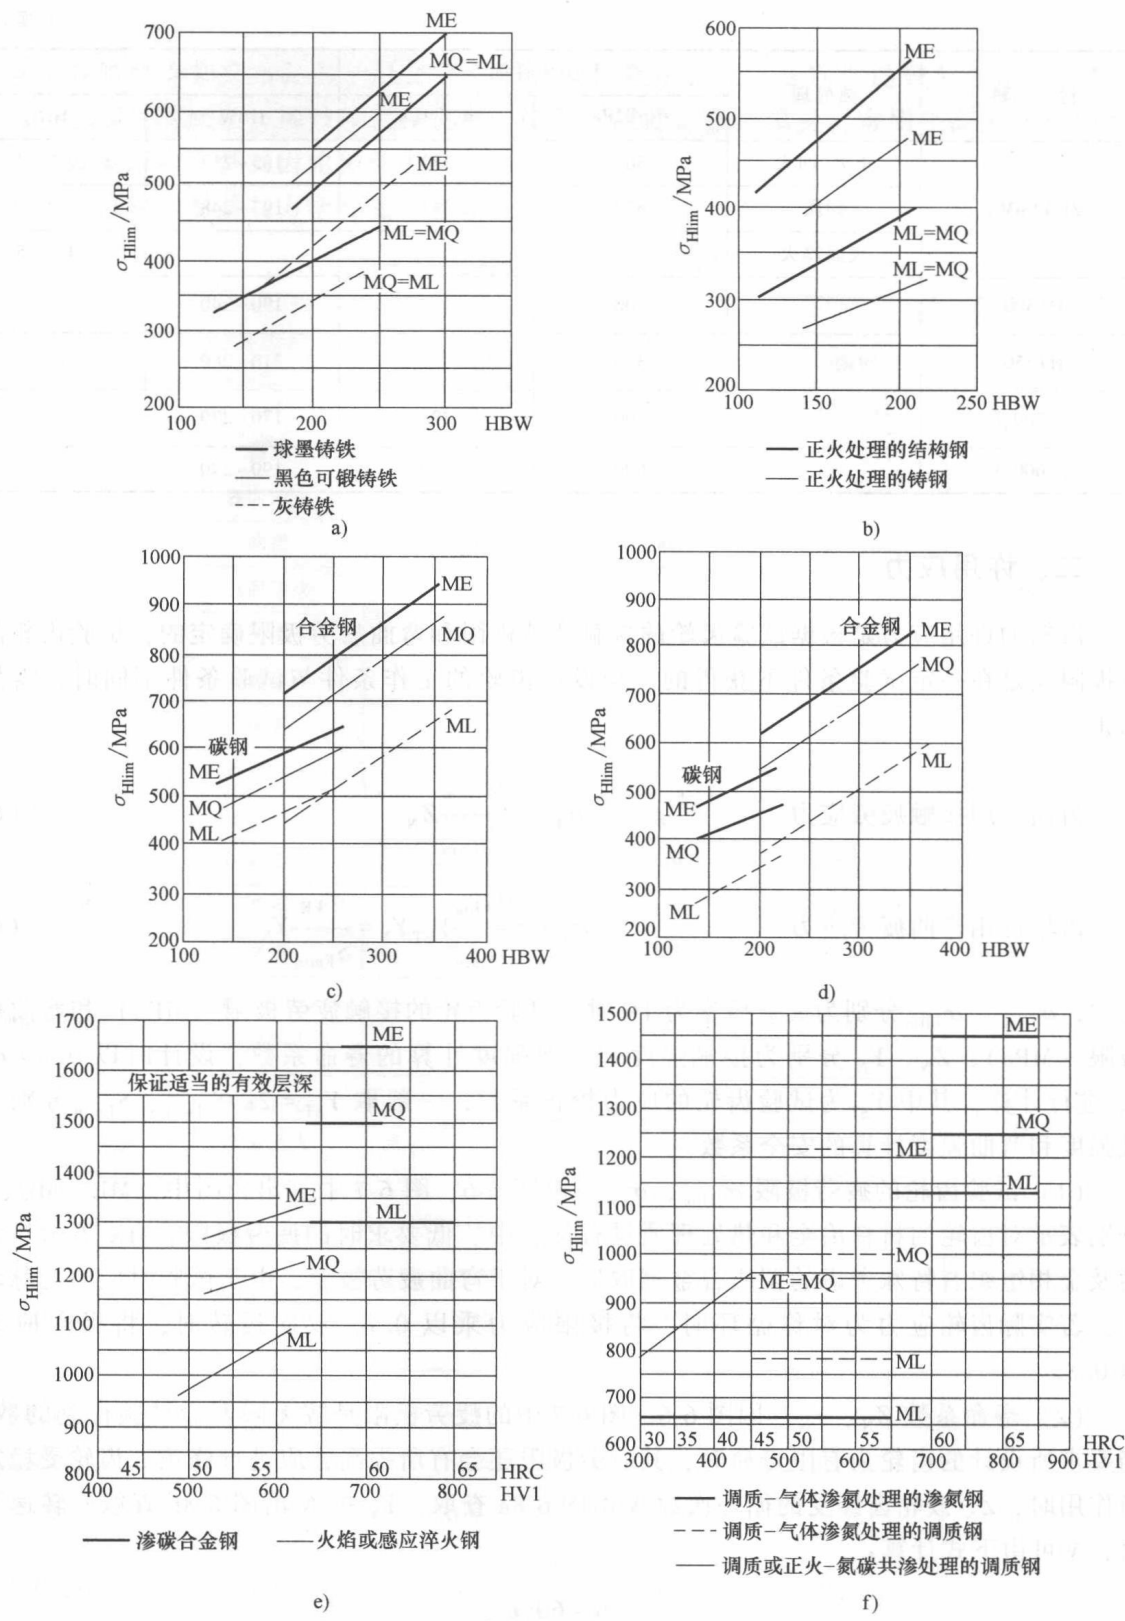 700
600
500
400
300
200
σHlim /MPa
100
200
300
HBW
ME
MQ=ML
ME
ME
ML=MQ
MQ=ML
球墨铸铁
黑色可锻铸铁
灰铸铁
a)
600
500
400
300
200
σHlim /MPa
100
150
200
250 HBW
ME
ME
ML=MQ
ML=MQ
正火处理的结构钢
正火处理的铸钢
b)
1000
900
800
700
600
500
400
300
200
σHlim /MPa
100
200
300
400 HBW
合金钢
ME
MQ
ML
碳钢
ME
MQ
ML
c)
1000
900
800
700
600
500
400
300
200
σHlim /MPa
100
200
300
400 HBW
合金钢
ME
MQ
ML
碳钢
ME
MQ
ML
d)
1700
1600
1500
1400
1300
1200
1100
1000
900
800
σHlim /MPa
保证适当的有效层深
ME
MQ
ML
ME
MQ
ML
45
50
55
60
65
HRC
400
500
600
700
800
HV1
渗碳合金钢
火焰或感应淬火钢
e)
1500
1400
1300
1200
1100
1000
900
800
700
600
σHlim /MPa
ME
MQ
ME
ML
MQ
ME=MQ
ML
ML
30
35
40
45
50
55
60
65
HRC
300
400
500
600
700
800
900
HV1
调质-气体渗氮处理的渗氮钢
调质-气体渗氮处理的调质钢
调质或正火-氮碳共渗处理的调质钢
f)